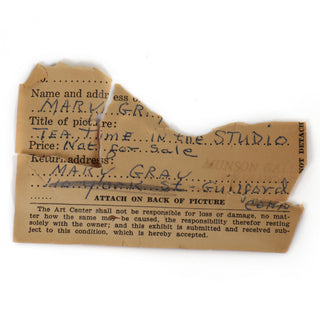 Name and address o
MARY GR
Title of picture:
TEA TIME IN the STUDIO
Price: Not for sale
Return address:
MARY GRAY
St- Guilford
CONN
ATTACH ON BACK OF PICTURE
The Art Center shall not be responsible for loss or damage, no mat-
ter how the same may be caused, the responsibility therefor resting
solely with the owner; and this exhibit is submitted and received sub-
ject to this condition, which is hereby accepted.
NOT DETACH